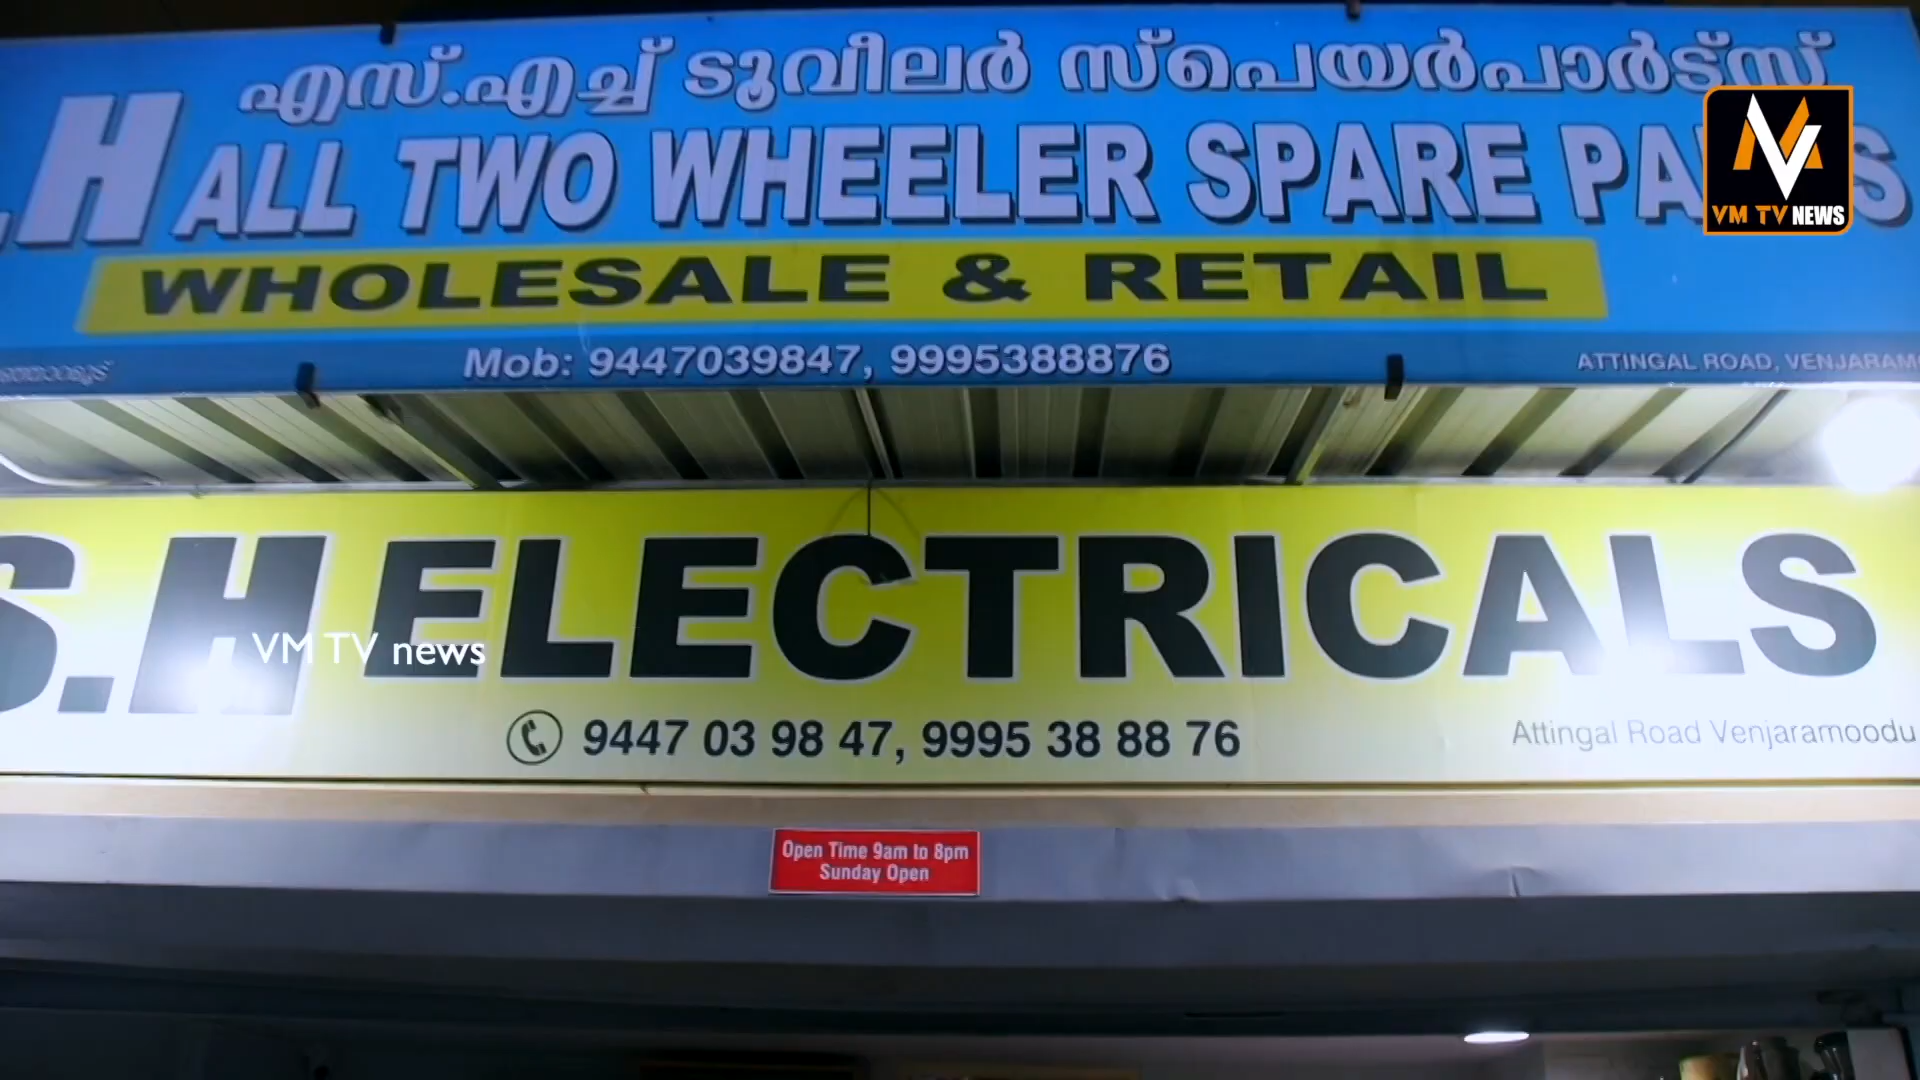 എസ്.എച്ച് ടൂവീലർ സ്പെയർപാർട്സ്
.H ALL TWO WHEELER SPARE PA S
WHOLESALE & RETAIL
Mob: 9447039847, 9995388876
ATTINGAL ROAD, VENJARAM
VM TV NEWS
S.H ELECTRICALS
VM TV news
9447 03 98 47, 9995 38 88 76
Attingal Road Venjaramoodu
Open Time 9am to 8pm
Sunday Open